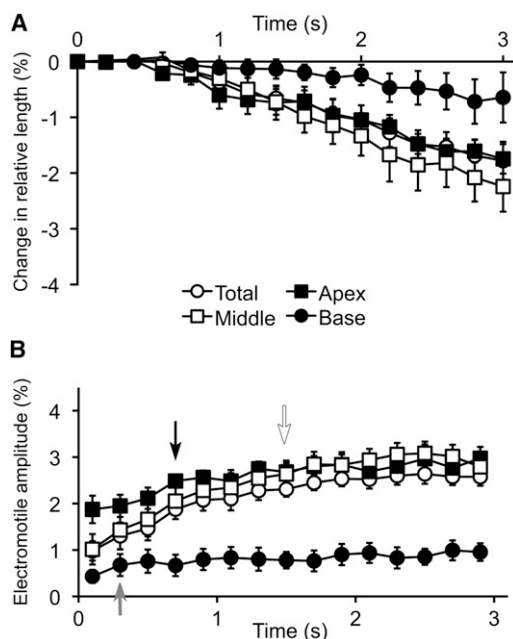 A
Time (s)
0 1 2 3
Change in relative length (%)
0
-1
-2
-3
-4
Total Apex
Middle Base
B
Electromotile amplitude (%)
4
3
2
1
0
1 2 3
Time (s)